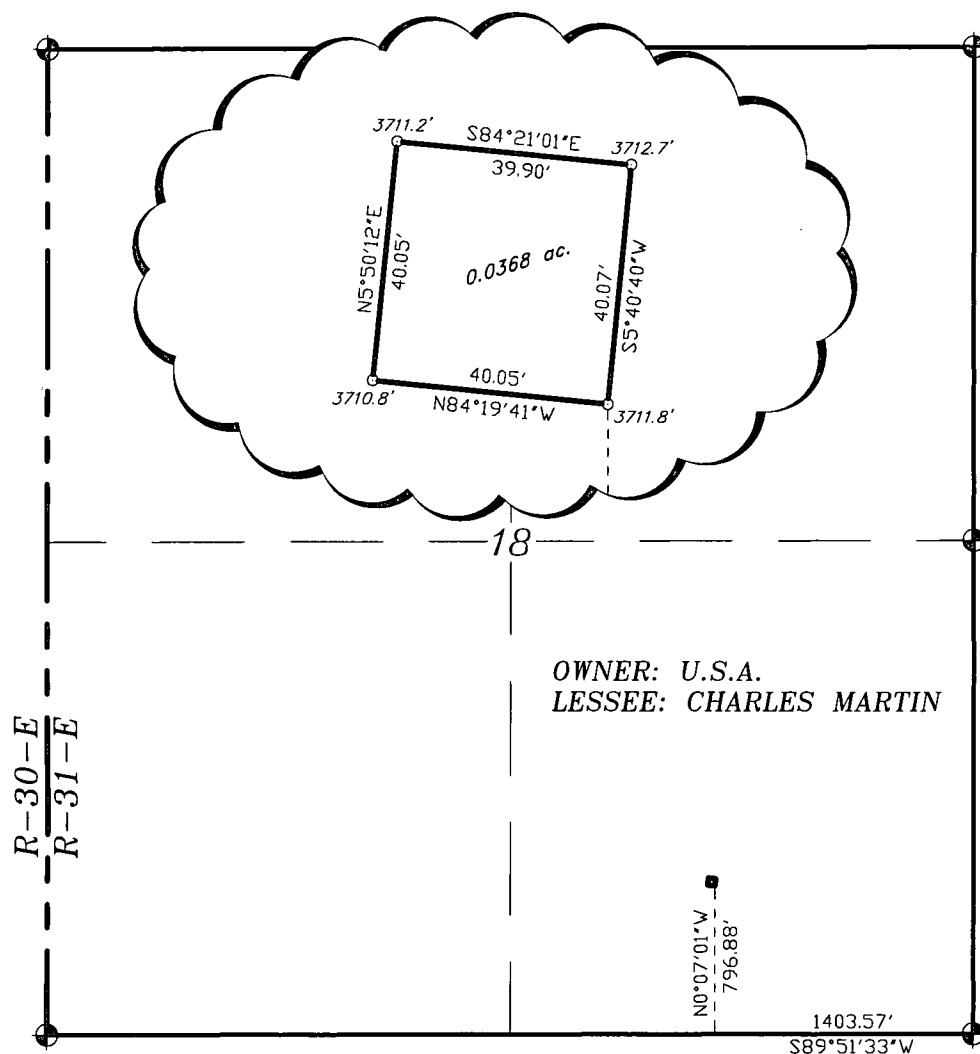 3711.2'
S84°21'01"E
3712.7'
39.90'
N5°50'12"E
40.05'
0.0368 ac.
40.07'
S5°40'40"W
40.05'
3710.8'
N84°19'41"W
3711.8'
18
OWNER: U.S.A.
LESSEE: CHARLES MARTIN
R-30-E
R-31-E
N0°07'01"W
796.88'
1403.57'
S89°51'33"W